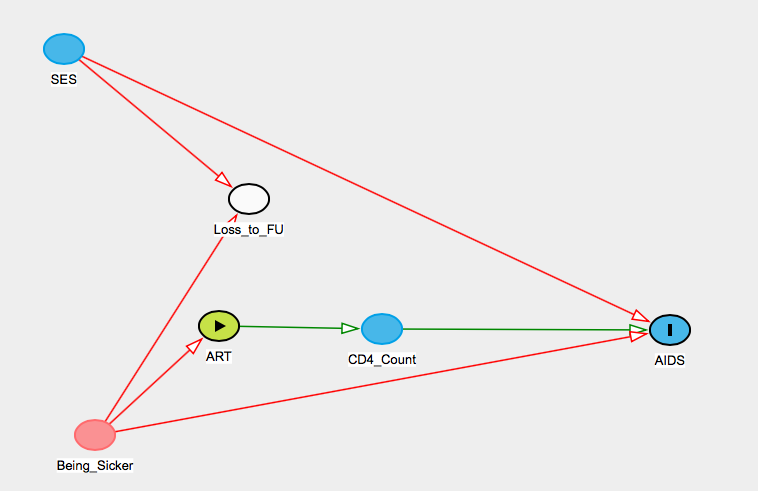 SES
Loss_to_FU
ART
CD4_Count
AIDS
Being_Sicker